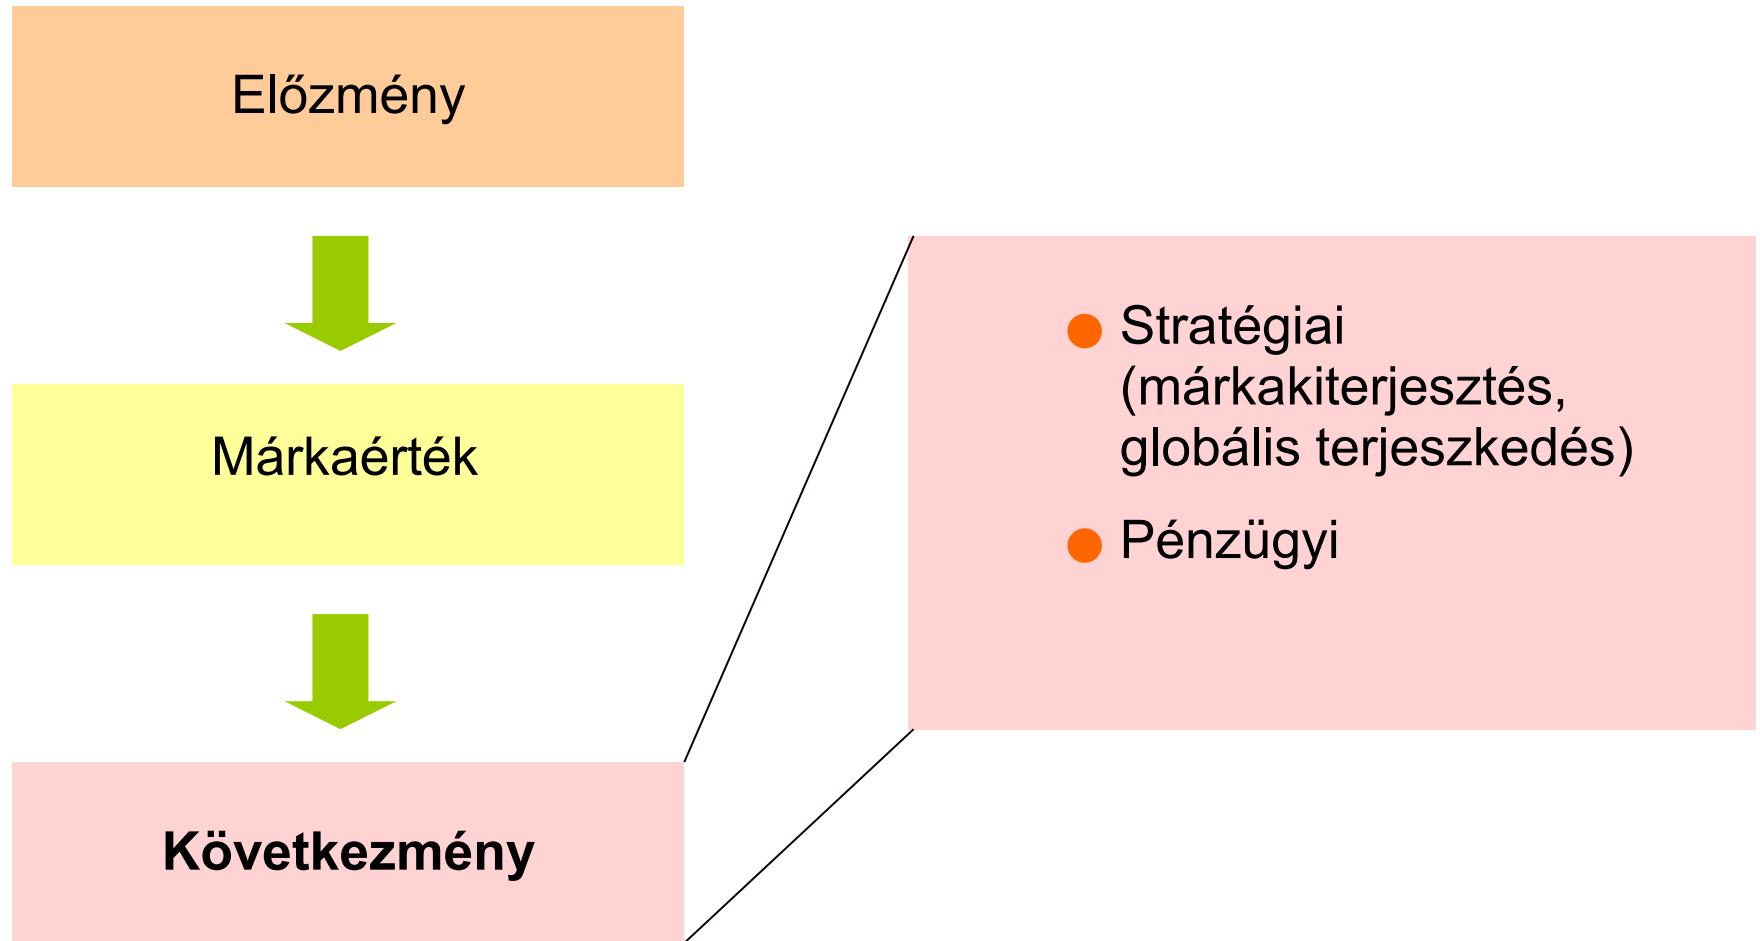 Előzmény
Márkaérték
Következmény
Stratégiai
(márkakiterjesztés,
globális terjeszkedés)
Pénzügyi